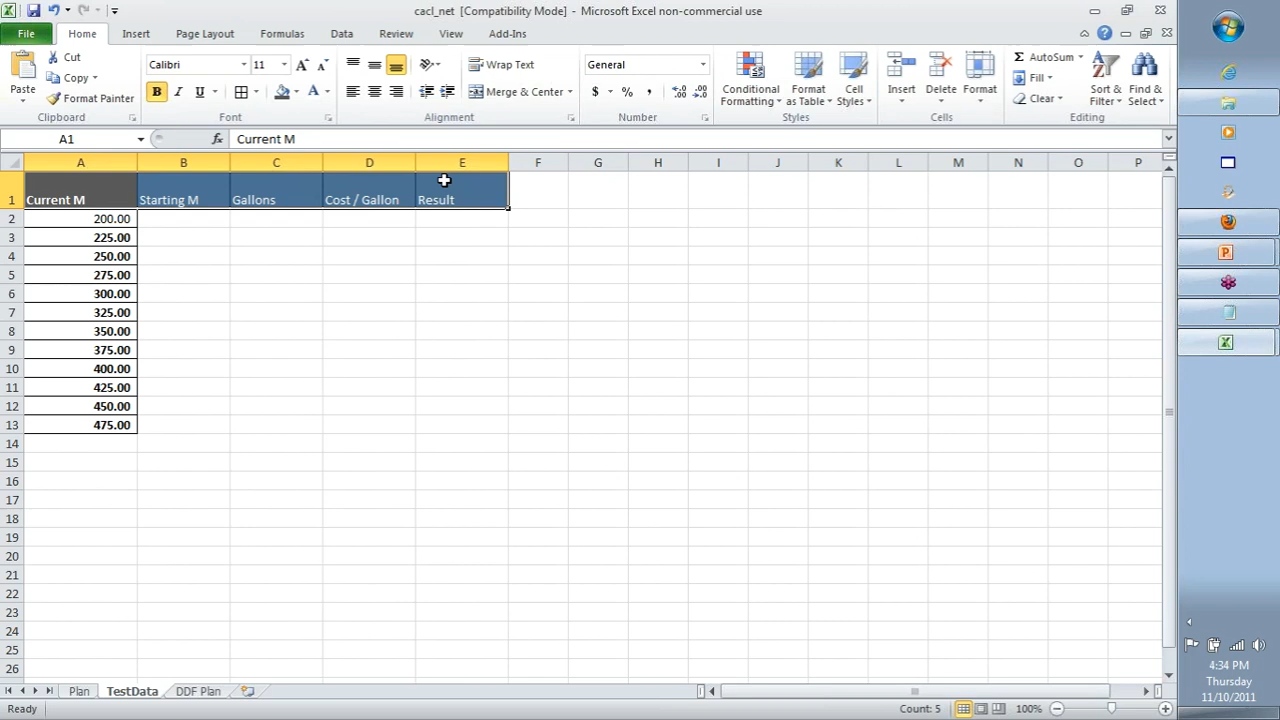 cacl_net [Compatibility Mode] - Microsoft Excel non-commercial use
File Home Insert Page Layout Formulas Data Review View Add-Ins
Paste Cut Copy Format Painter Clipboard
Calibri 11 B I U A Font
Wrap Text Merge & Center Alignment
General $ % , Number
Conditional Formatting Format as Table Cell Styles Styles
Insert Delete Format Cells
AutoSum Fill Clear Sort & Filter Find & Select Editing
A1 fx Current M
A B C D E F G H I J K L M N O P
1 Current M Starting M Gallons Cost / Gallon Result
2 200.00
3 225.00
4 250.00
5 275.00
6 300.00
7 325.00
8 350.00
9 375.00
10 400.00
11 425.00
12 450.00
13 475.00
14
15
16
17
18
19
20
21
22
23
24
25
26
Plan TestData DDF Plan
Ready Count: 5 100%
4:34 PM
Thursday
11/10/2011